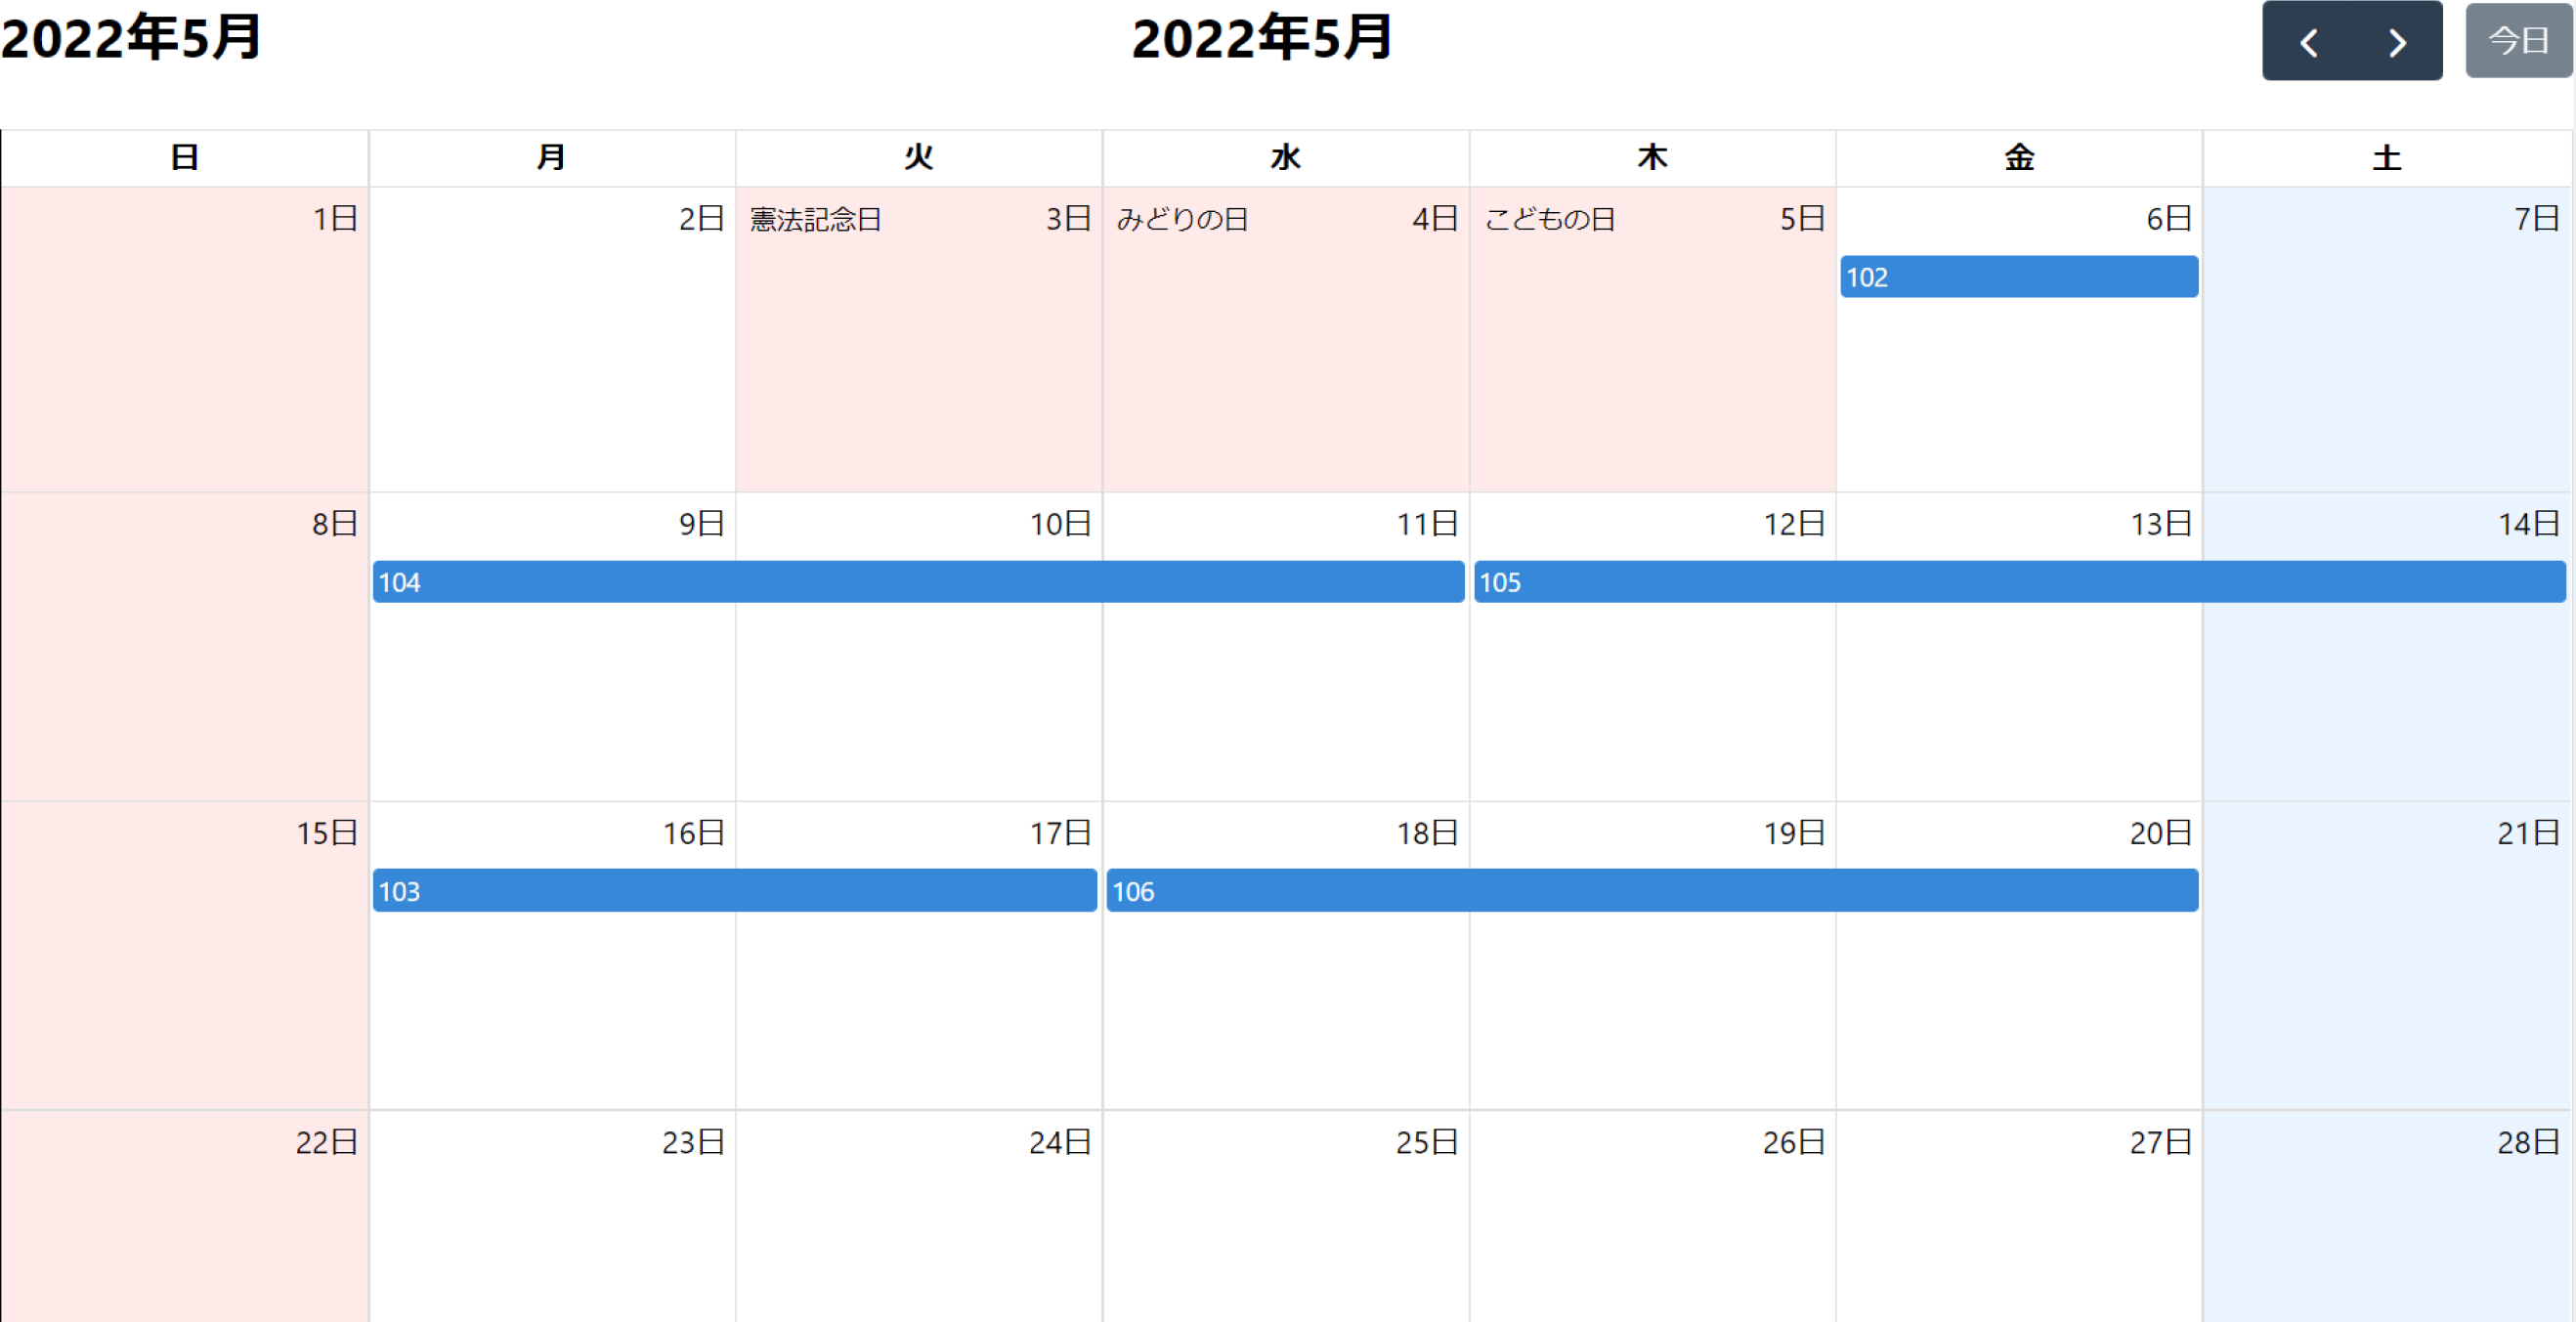 2022年5月 2022年5月 今日
日 月 火 水 木 金 土
1日 2日 憲法記念日 3日 みどりの日 4日 こどもの日 5日 6日 7日
102
8日 9日 10日 11日 12日 13日 14日
104 105
15日 16日 17日 18日 19日 20日 21日
103 106
22日 23日 24日 25日 26日 27日 28日